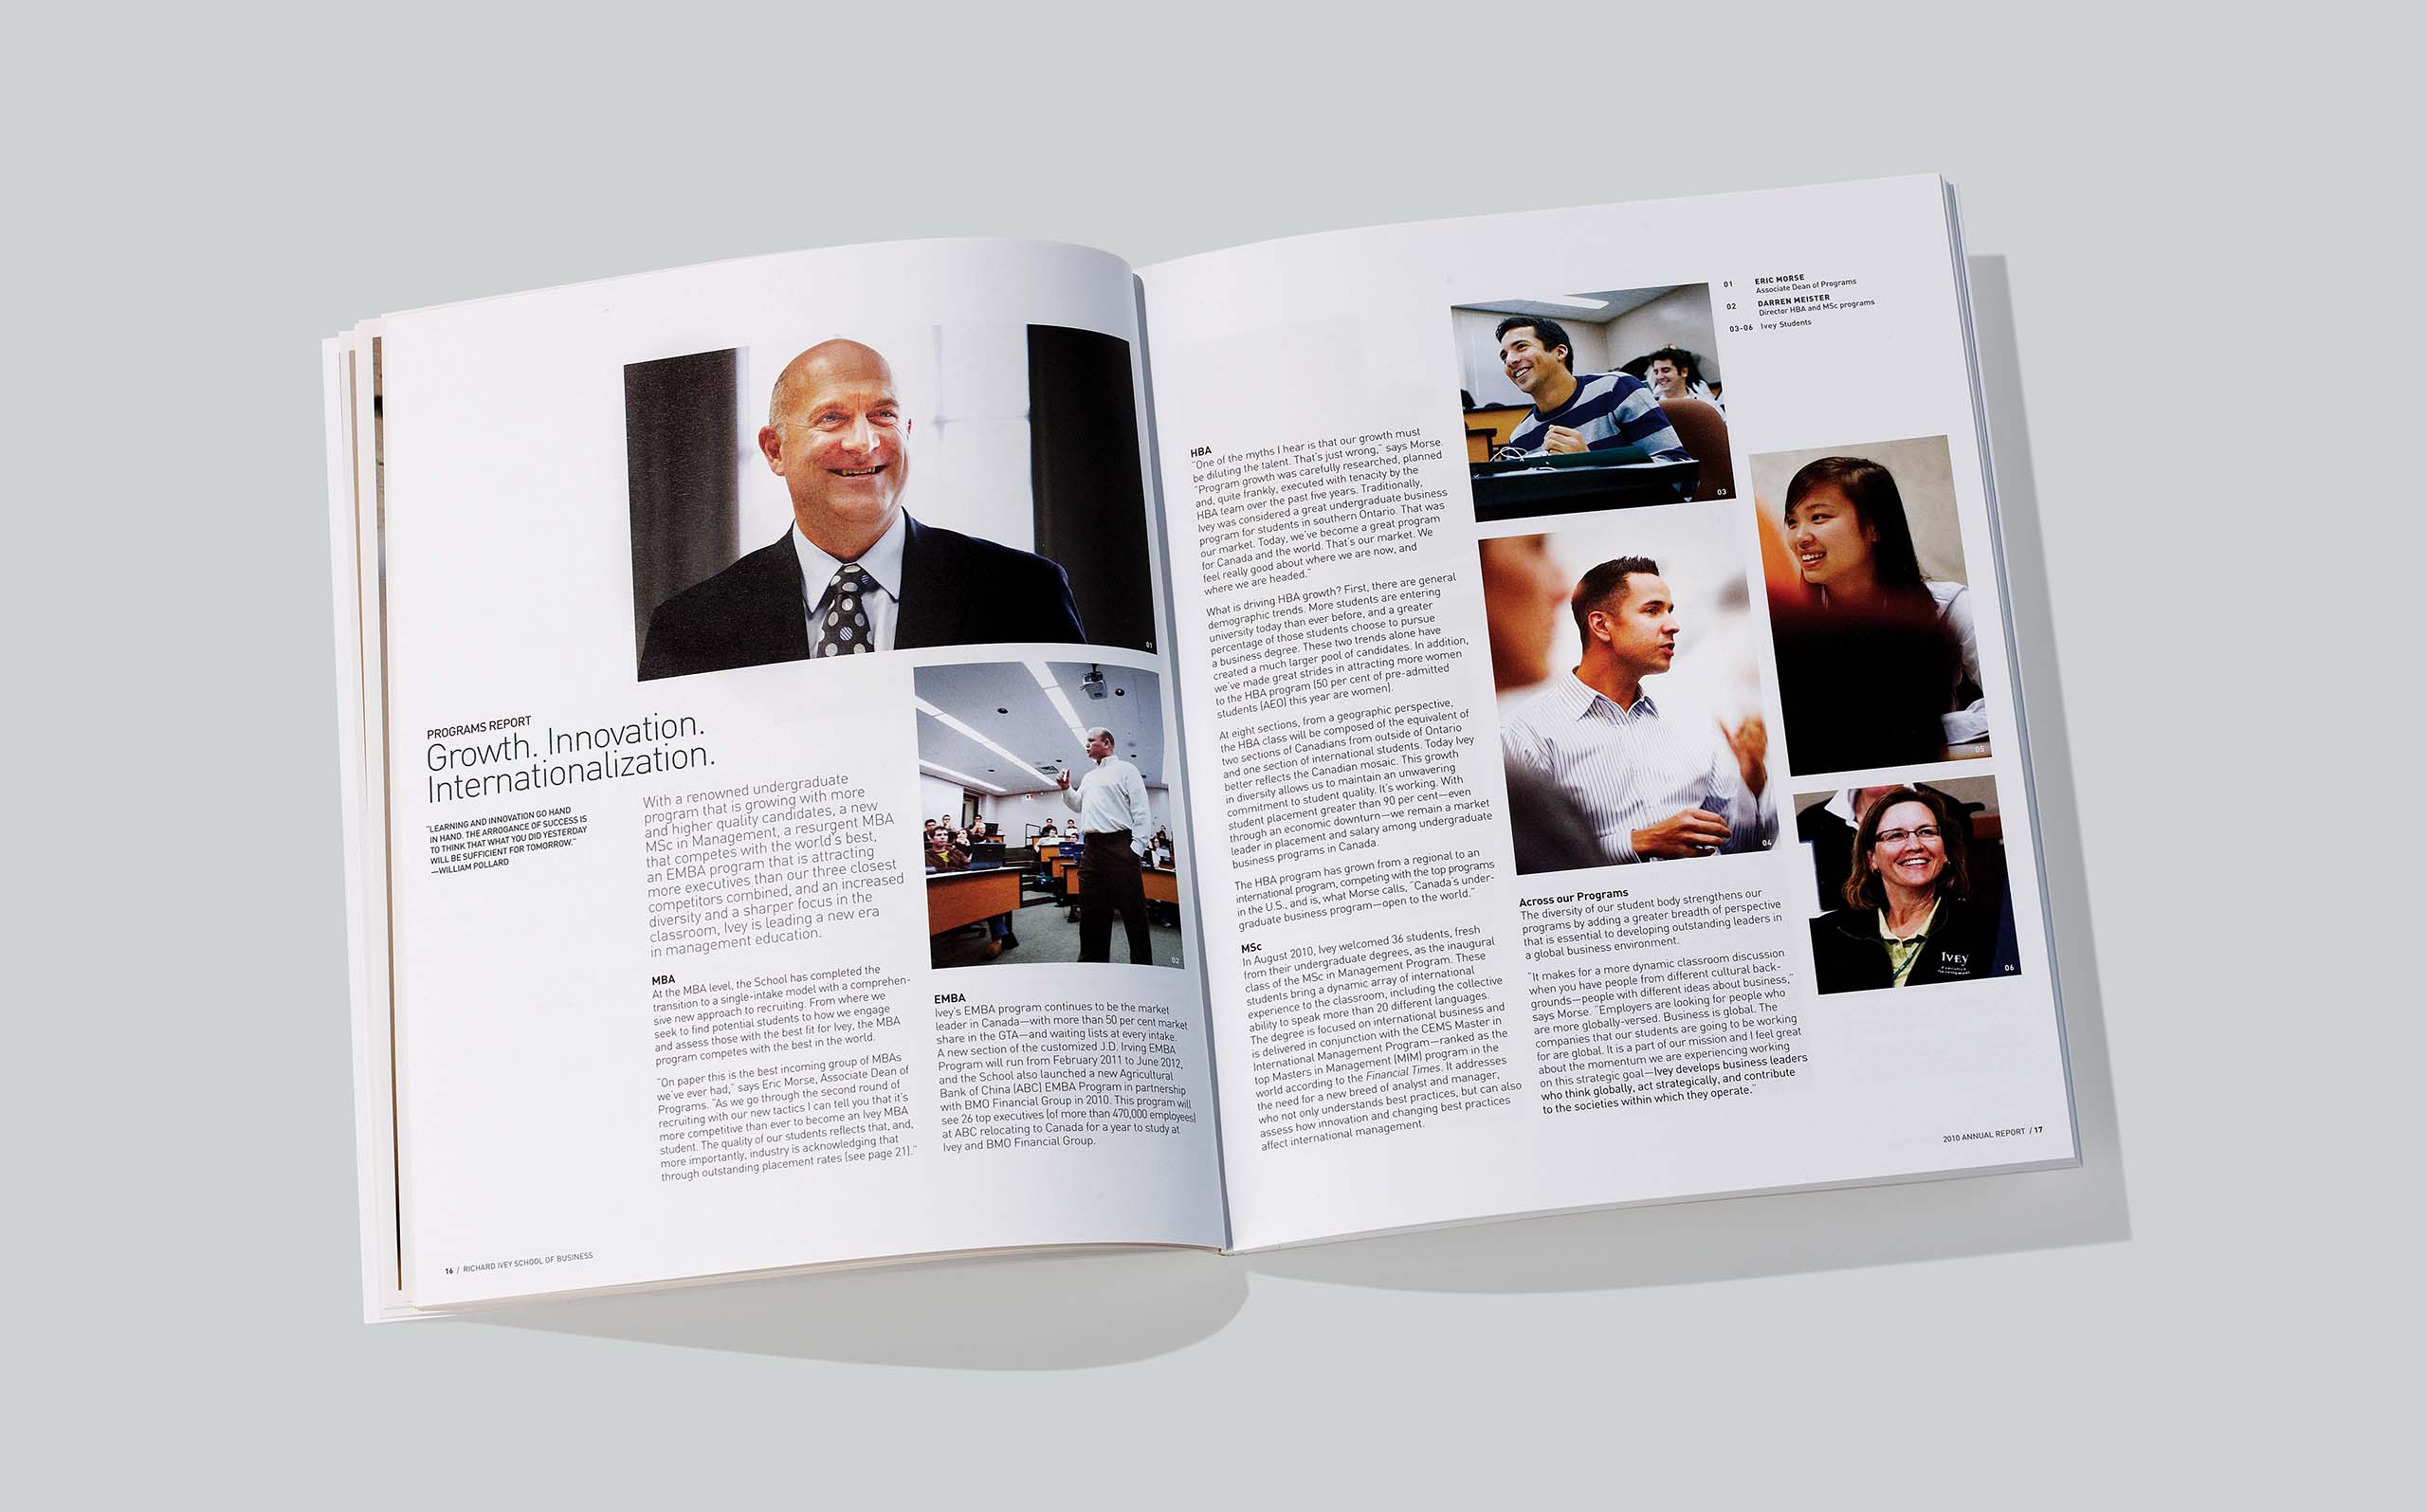 PROGRAMS REPORT
Growth. Innovation.
Internationalization.
"LEARNING AND INNOVATION GO HAND
IN HAND. THE ARROGANCE OF SUCCESS IS
TO THINK THAT WHAT YOU DID YESTERDAY
WILL BE SUFFICIENT FOR TOMORROW."
—WILLIAM POLLARD
With a renowned undergraduate
program that is growing with more
and higher quality candidates, a new
MSc in Management, a resurgent MBA
that competes with the world's best,
an EMBA program that is attracting
more executives than our three closest
competitors combined, and an increased
diversity and a sharper focus in the
classroom, Ivey is leading a new era
in management education.
MBA
At the MBA level, the School has completed the
transition to a single-intake model with a comprehen-
sive new approach to recruiting. From where we
seek to find potential students to how we engage
and assess those with the best fit for Ivey, the MBA
program competes with the best in the world.
"On paper this is the best incoming group of MBAs
we've ever had," says Eric Morse, Associate Dean of
Programs. "As we go through the second round of
recruiting with our new tactics I can tell you that it's
more competitive than ever to become an Ivey MBA
student. The quality of our students reflects that, and,
more importantly, industry is acknowledging that
through outstanding placement rates (see page 21)."
01
02
EMBA
Ivey's EMBA program continues to be the market
leader in Canada—with more than 50 per cent market
share in the GTA—and waiting lists at every intake.
A new section of the customized J.D. Irving EMBA
Program will run from February 2011 to June 2012,
and the School also launched a new Agricultural
Bank of China (ABC) EMBA Program in partnership
with BMO Financial Group in 2010. This program will
see 26 top executives (of more than 470,000 employees)
at ABC relocating to Canada for a year to study at
Ivey and BMO Financial Group.
16 / RICHARD IVEY SCHOOL OF BUSINESS
HBA
"One of the myths I hear is that our growth must
be diluting the talent. That's just wrong," says Morse.
"Program growth was carefully researched, planned
and, quite frankly, executed with tenacity by the
HBA team over the past five years. Traditionally,
Ivey was considered a great undergraduate business
program for students in southern Ontario. That was
our market. Today, we've become a great program
for Canada and the world. That's our market. We
feel really good about where we are now, and
where we are headed."
What is driving HBA growth? First, there are general
demographic trends. More students are entering
university today than ever before, and a greater
percentage of those students choose to pursue
a business degree. These two trends alone have
created a much larger pool of candidates. In addition,
we've made great strides in attracting more women
to the HBA program (50 per cent of pre-admitted
students (AEO) this year are women).
At eight sections, from a geographic perspective,
the HBA class will be composed of the equivalent of
two sections of Canadians from outside of Ontario
and one section of international students. Today Ivey
better reflects the Canadian mosaic. This growth
in diversity allows us to maintain an unwavering
commitment to student quality. It's working. With
student placement greater than 90 per cent—even
through an economic downturn—we remain a market
leader in placement and salary among undergraduate
business programs in Canada.
The HBA program has grown from a regional to an
international program, competing with the top programs
in the U.S., and is, what Morse calls, "Canada's under-
graduate business program—open to the world."
MSc
In August 2010, Ivey welcomed 36 students, fresh
from their undergraduate degrees, as the inaugural
class of the MSc in Management Program. These
students bring a dynamic array of international
experience to the classroom, including the collective
ability to speak more than 20 different languages.
The degree is focused on international business and
is delivered in conjunction with the CEMS Master in
International Management Program—ranked as the
top Masters in Management (MIM) program in the
world according to the Financial Times. It addresses
the need for a new breed of analyst and manager,
who not only understands best practices, but can also
assess how innovation and changing best practices
affect international management.
01 ERIC MORSE
Associate Dean of Programs
02 DARREN MEISTER
Director HBA and MSc programs
03-06 Ivey Students
03
04
05
IVEY
06
Across our Programs
The diversity of our student body strengthens our
programs by adding a greater breadth of perspective
that is essential to developing outstanding leaders in
a global business environment.
"It makes for a more dynamic classroom discussion
when you have people from different cultural back-
grounds—people with different ideas about business,"
says Morse. "Employers are looking for people who
are more globally-versed. Business is global. The
companies that our students are going to be working
for are global. It is a part of our mission and I feel great
about the momentum we are experiencing working
on this strategic goal—Ivey develops business leaders
who think globally, act strategically, and contribute
to the societies within which they operate."
2010 ANNUAL REPORT / 17